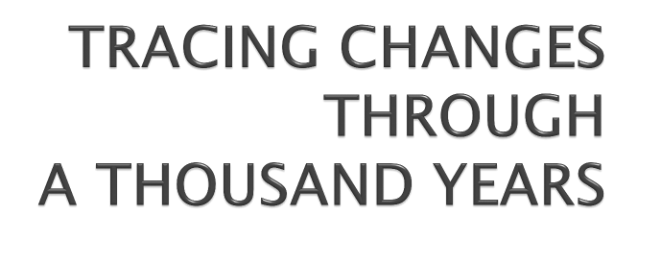 TRACING CHANGES
THROUGH
A THOUSAND YEARS